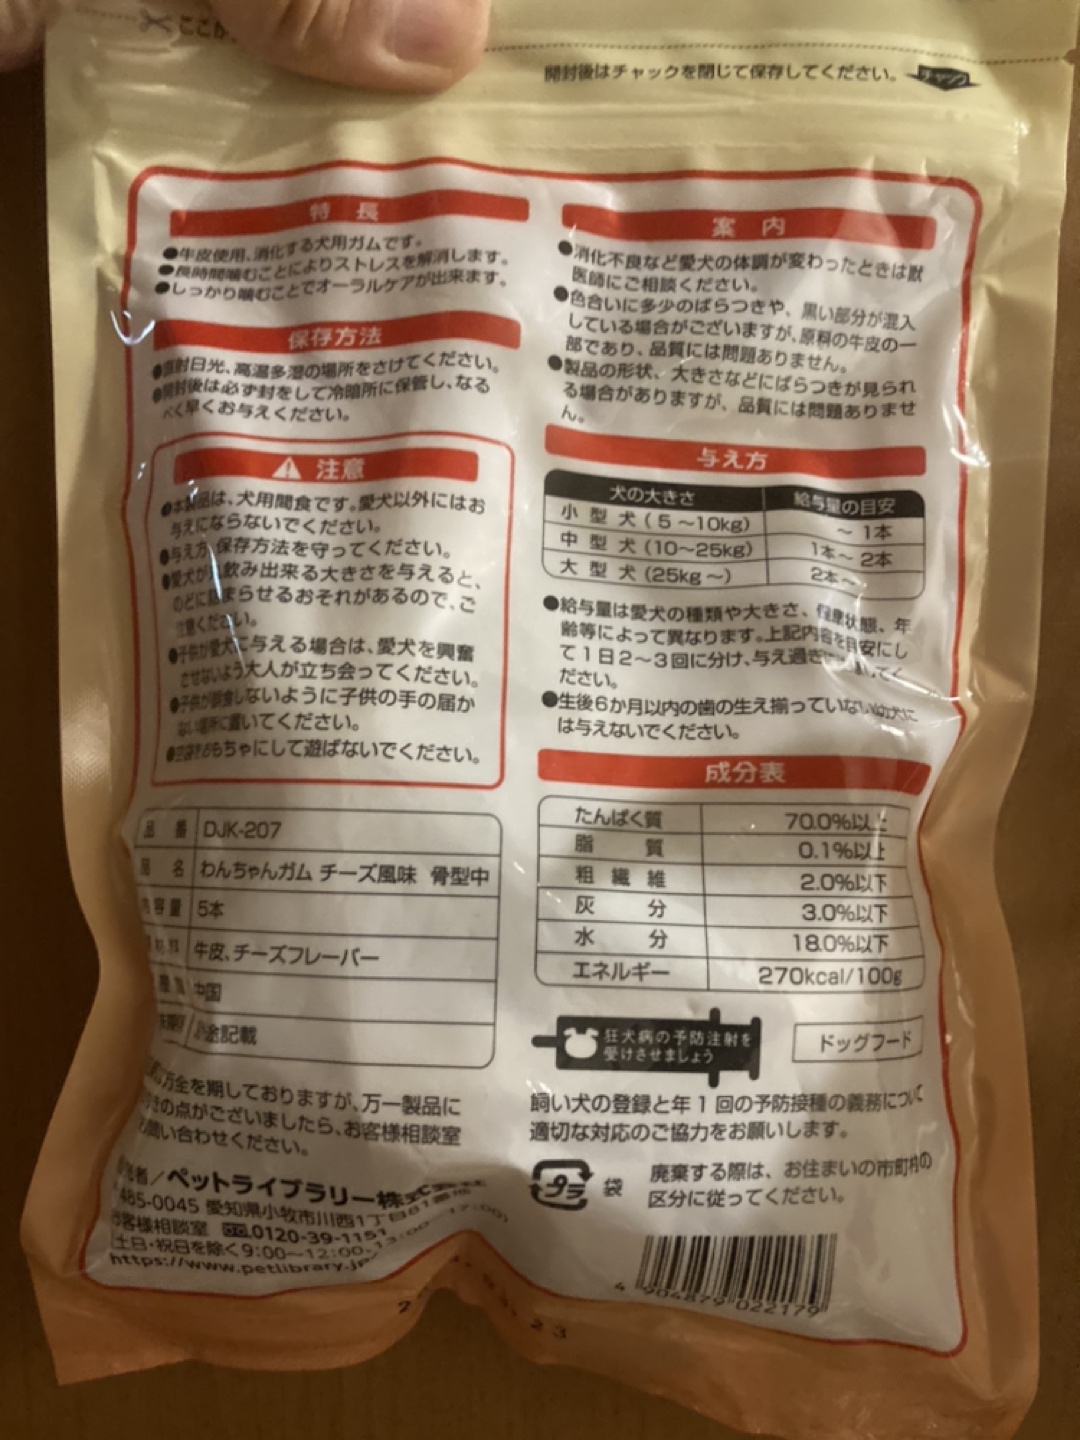 ここか
開封後はチャックを閉じて保存してください。
チャック
特長
●牛皮使用、消化する犬用ガムです。
●長時間噛むことによりストレスを解消します。
●しっかり噛むことでオーラルケアが出来ます。
保存方法
●直射日光、高温多湿の場所をさけてください。
●開封後は必ず封をして冷暗所に保管し、なる
べく早くお与えください。
注意
●本製品は、犬用間食です。愛犬以外にはお
与えにならないでください。
●与え方、保存方法を守ってください。
●愛犬が 飲み出来る大きさを与えると、
のどに詰まらせるおそれがあるので、ご
注意ください。
●子供が愛犬に与える場合は、愛犬を興奮
させないよう大人が立ち会ってください。
●子供が誤食しないように子供の手の届か
ない場所に置いてください。
●空袋をおもちゃにして遊ばないでください。
品番 DJK-207
品名 わんちゃんガム チーズ風味 骨型中
内容量 5本
牛皮、チーズフレーバー
中国
別途記載
万全を期しておりますが、万一製品に
の点がございましたら、お客様相談室
お問い合わせください。
者/ペットライブラリー株式会社
485-0045 愛知県小牧市川西1丁目81番地
お客様相談室 0120-39-1151
土日・祝日を除く9:00〜12:00、13:00〜17:00)
https://www.petlibrary.jp
案内
●消化不良など愛犬の体調が変わったときは獣
医師にご相談ください。
●色合いに多少のばらつきや、黒い部分が混入
している場合がございますが、原料の牛皮の一
部であり、品質には問題ありません。
●製品の形状、大きさなどにばらつきが見られ
る場合がありますが、品質には問題ありませ
ん。
与え方
犬の大きさ 給与量の目安
小型犬(5〜10kg) 〜1本
中型犬(10〜25kg) 1本〜2本
大型犬(25kg〜) 2本〜
●給与量は愛犬の種類や大きさ、健康状態、年
齢等によって異なります。上記内容を目安にし
て1日2〜3回に分け、与え過ぎ
ださい。
●生後6か月以内の歯の生え揃っていない幼犬に
は与えないでください。
成分表
たんぱく質 70.0%以上
脂質 0.1%以上
粗繊維 2.0%以下
灰分 3.0%以下
水分 18.0%以下
エネルギー 270kcal/100g
狂犬病の予防注射を
受けさせましょう
ドッグフード
飼い犬の登録と年1回の予防接種の義務について
適切な対応のご協力をお願いします。
プラ 袋
廃棄する際は、お住まいの市町村の
区分に従ってください。
4 904879 022179